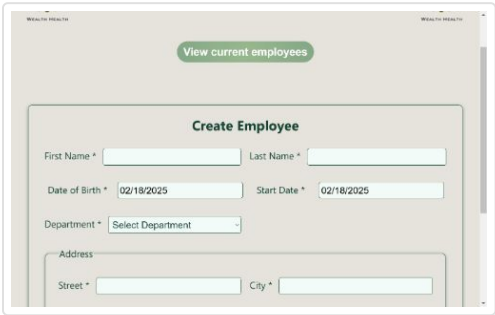 WEALTH HEALTH WEALTH HEALTH
View current employees
Create Employee
First Name * Last Name *
Date of Birth * 02/18/2025 Start Date * 02/18/2025
Department * Select Department
Address
Street * City *